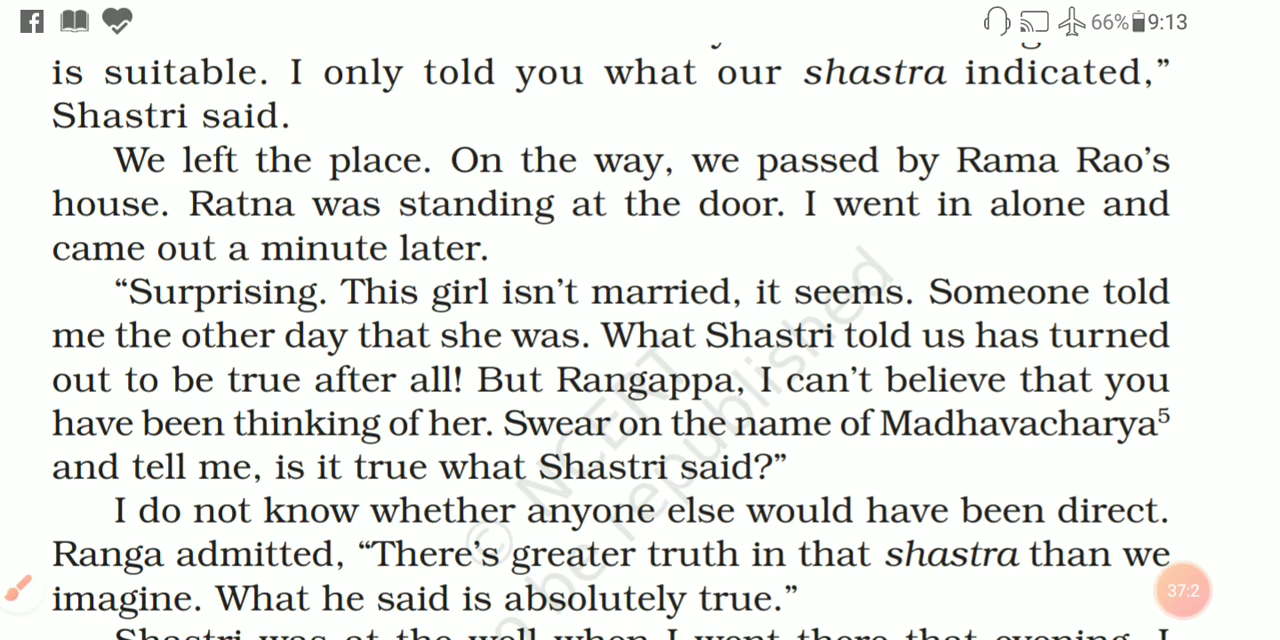 66% 9:13
is suitable. I only told you what our shastra indicated,”
Shastri said.
We left the place. On the way, we passed by Rama Rao’s
house. Ratna was standing at the door. I went in alone and
came out a minute later.
“Surprising. This girl isn’t married, it seems. Someone told
me the other day that she was. What Shastri told us has turned
out to be true after all! But Rangappa, I can’t believe that you
have been thinking of her. Swear on the name of Madhavacharya⁵
and tell me, is it true what Shastri said?”
I do not know whether anyone else would have been direct.
Ranga admitted, “There’s greater truth in that shastra than we
imagine. What he said is absolutely true.”
Shastri was at the well when I went there that evening. I
© NCERT
be republished
37:2